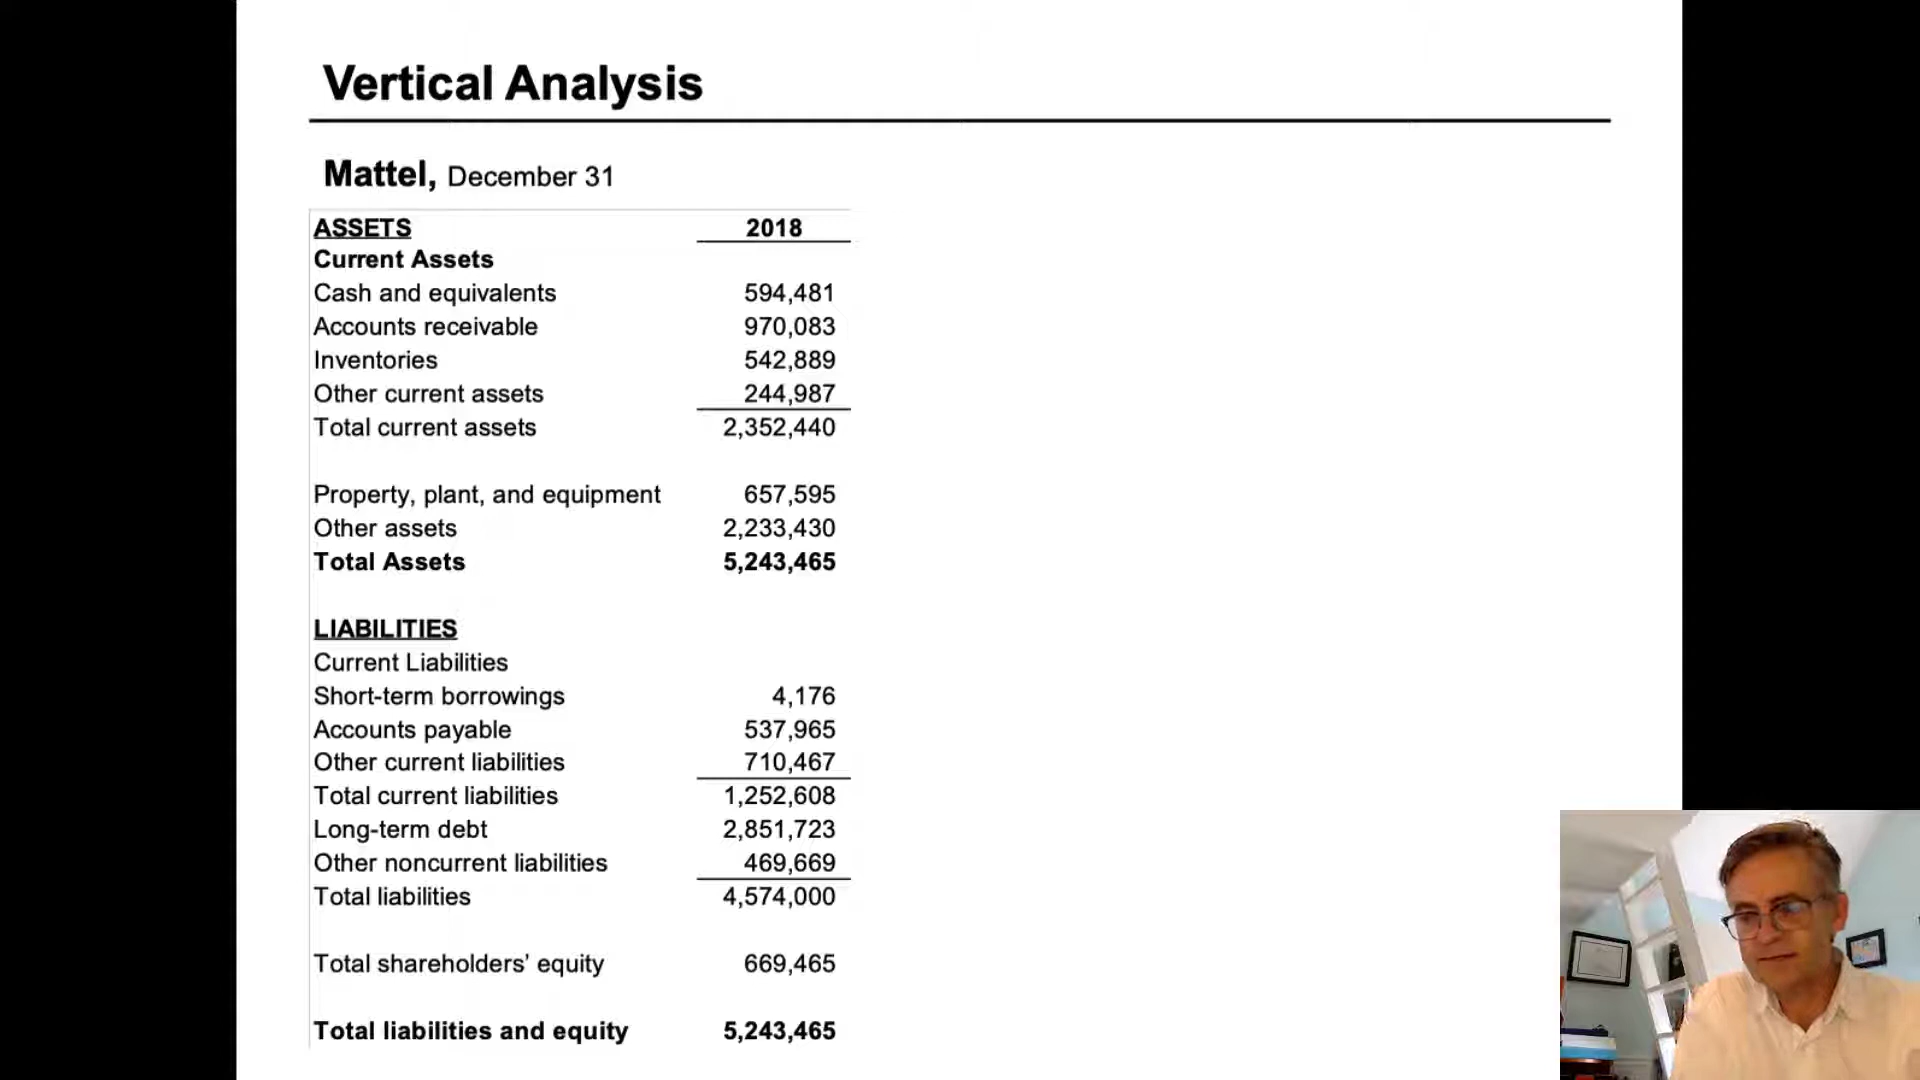 Vertical Analysis
Mattel, December 31
ASSETS 2018
Current Assets
Cash and equivalents 594,481
Accounts receivable 970,083
Inventories 542,889
Other current assets 244,987
Total current assets 2,352,440
Property, plant, and equipment 657,595
Other assets 2,233,430
Total Assets 5,243,465
LIABILITIES
Current Liabilities
Short-term borrowings 4,176
Accounts payable 537,965
Other current liabilities 710,467
Total current liabilities 1,252,608
Long-term debt 2,851,723
Other noncurrent liabilities 469,669
Total liabilities 4,574,000
Total shareholders’ equity 669,465
Total liabilities and equity 5,243,465